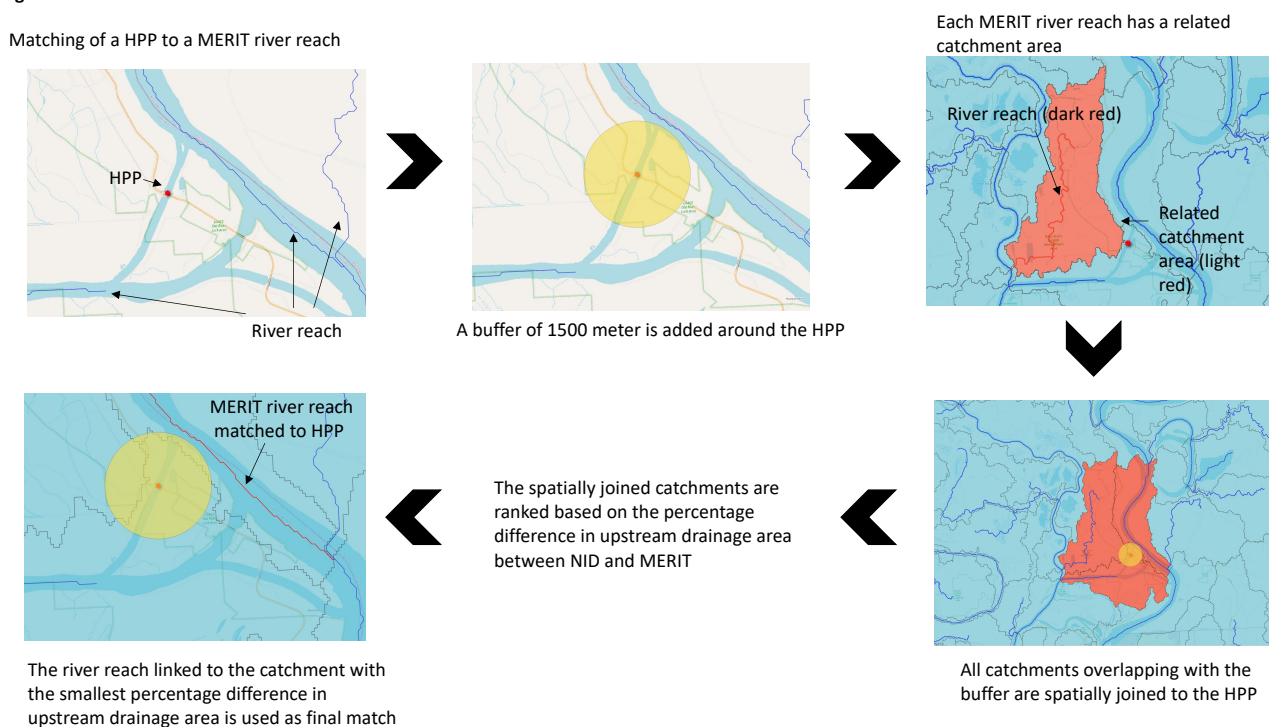 Matching of a HPP to a MERIT river reach
HPP
River reach
A buffer of 1500 meter is added around the HPP
Each MERIT river reach has a related
catchment area
River reach (dark red)
Related
catchment
area (light
red)
All catchments overlapping with the
buffer are spatially joined to the HPP
The spatially joined catchments are
ranked based on the percentage
difference in upstream drainage area
between NID and MERIT
MERIT river reach
matched to HPP
The river reach linked to the catchment with
the smallest percentage difference in
upstream drainage area is used as final match